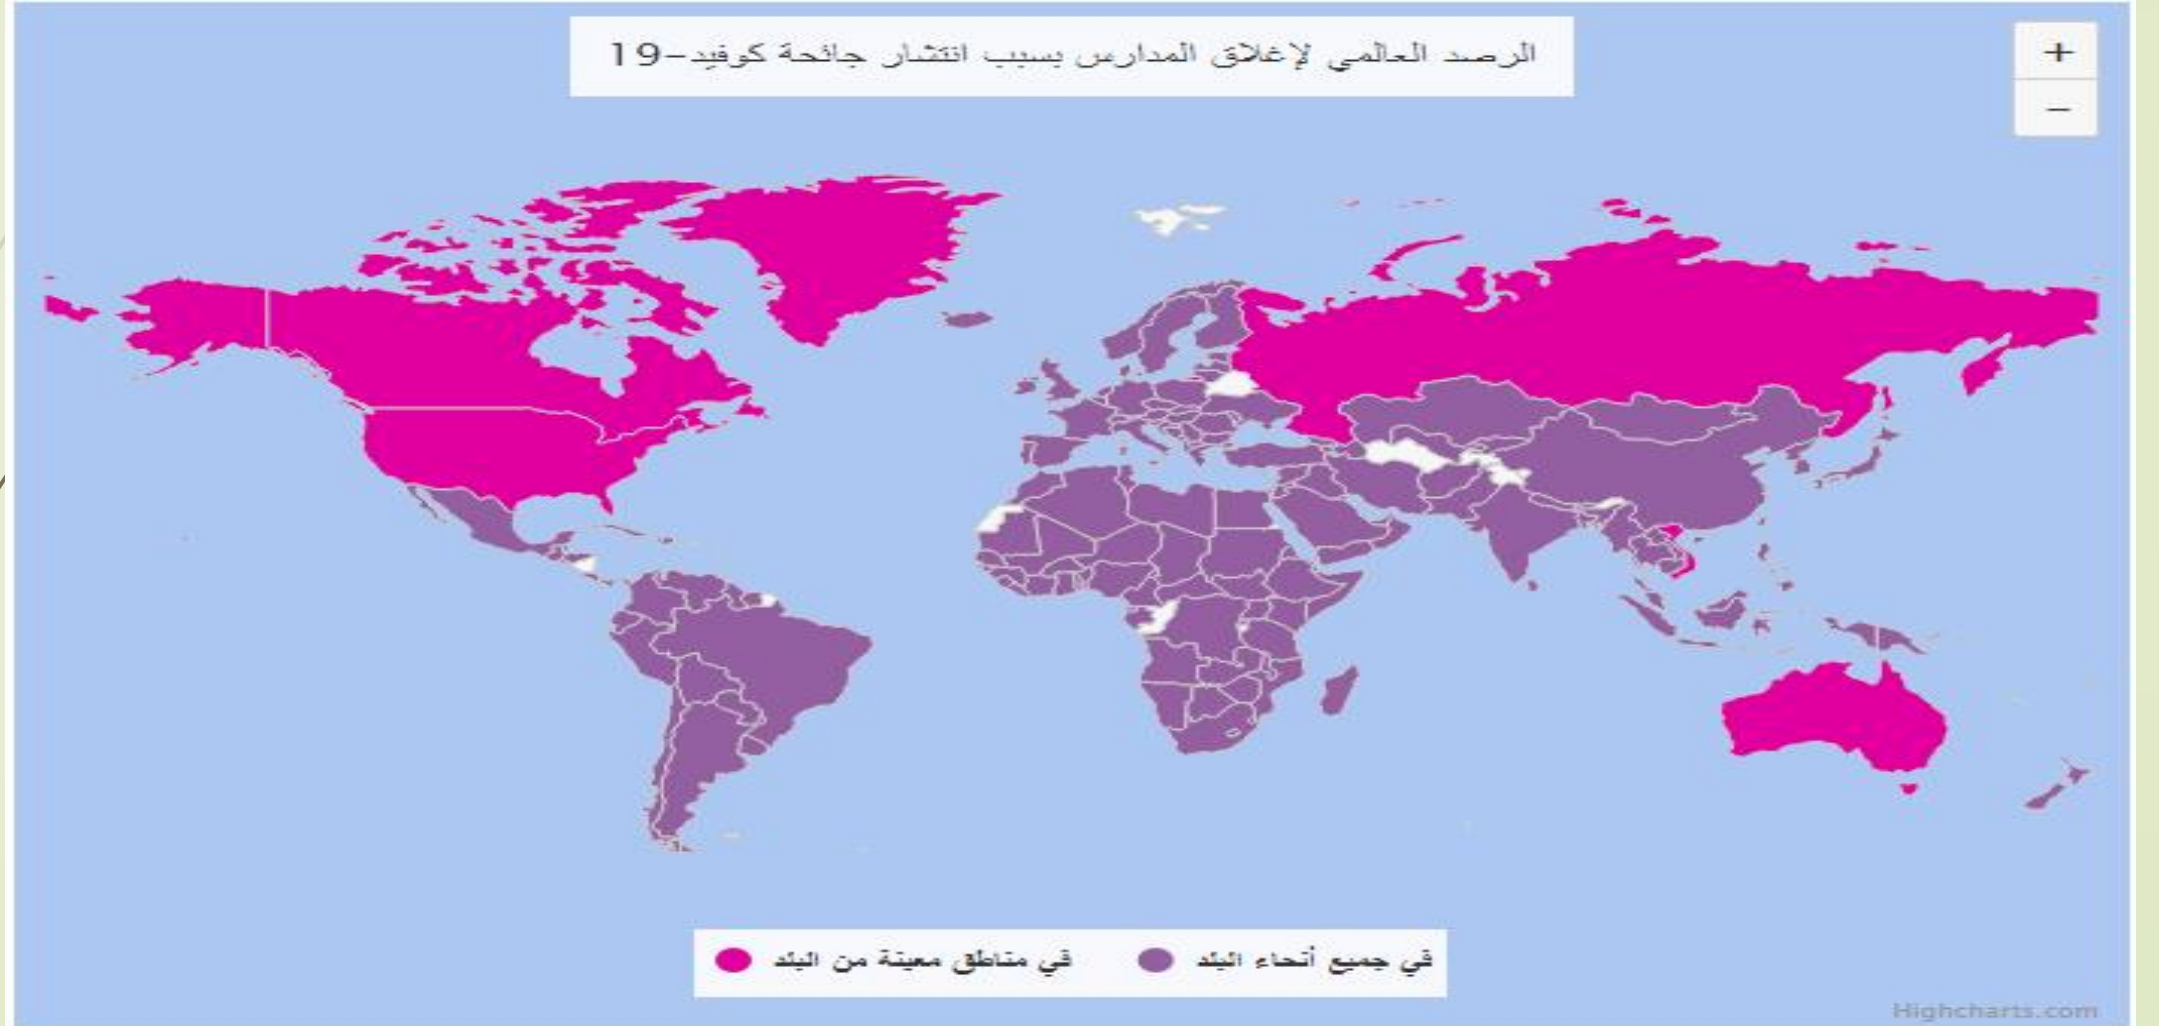 الرصد العالمي لإغلاق المدارس بسبب انتشار جائحة كوفيد-19
+
−
في جميع أنحاء البلد
في مناطق معينة من البلد
Highcharts.com